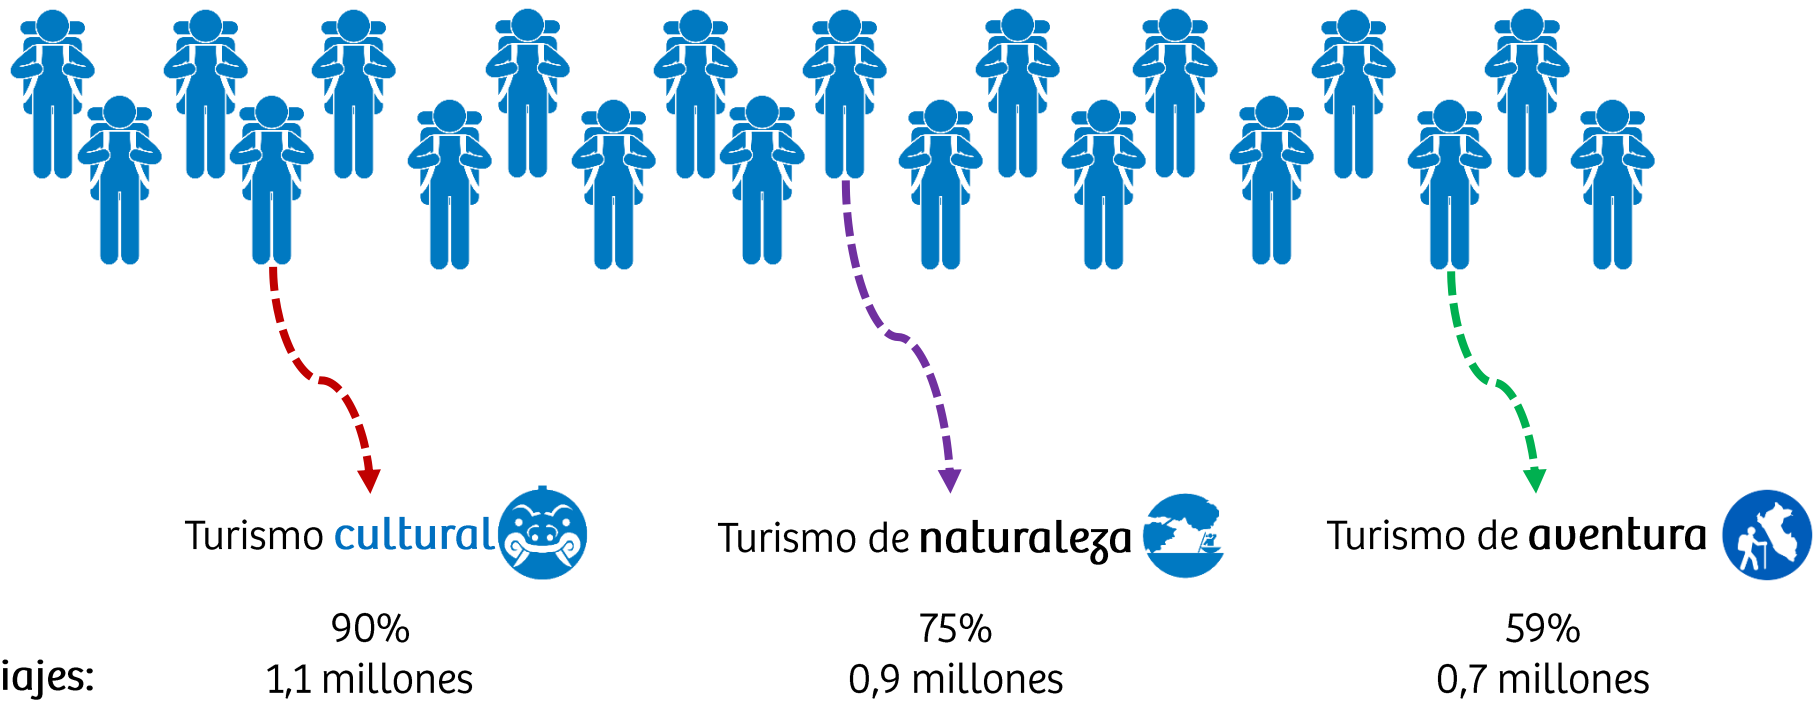 Turismo cultural
Turismo de naturaleza
Turismo de aventura
90%
75%
59%
iajes:
1,1 millones
0,9 millones
0,7 millones